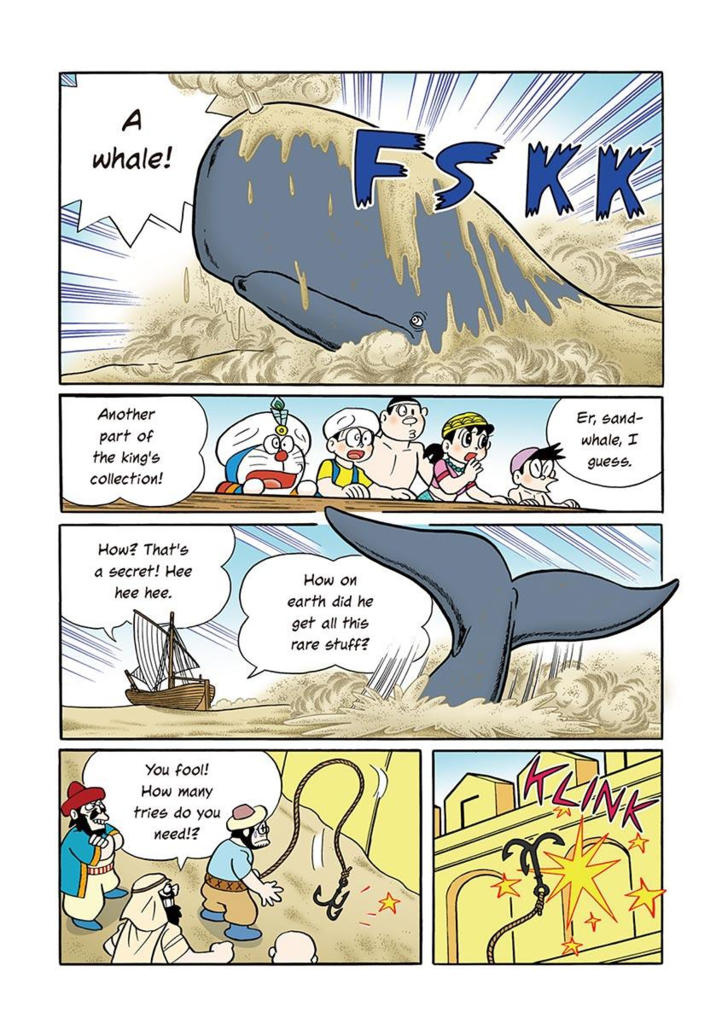 A
whale!
FSKK
Another
part of
the king's
collection!
Er, sand-
whale, I
guess.
How? That's
a secret! Hee
hee hee.
How on
earth did he
get all this
rare stuff?
You fool!
How many
tries do you
need!?
KLINK